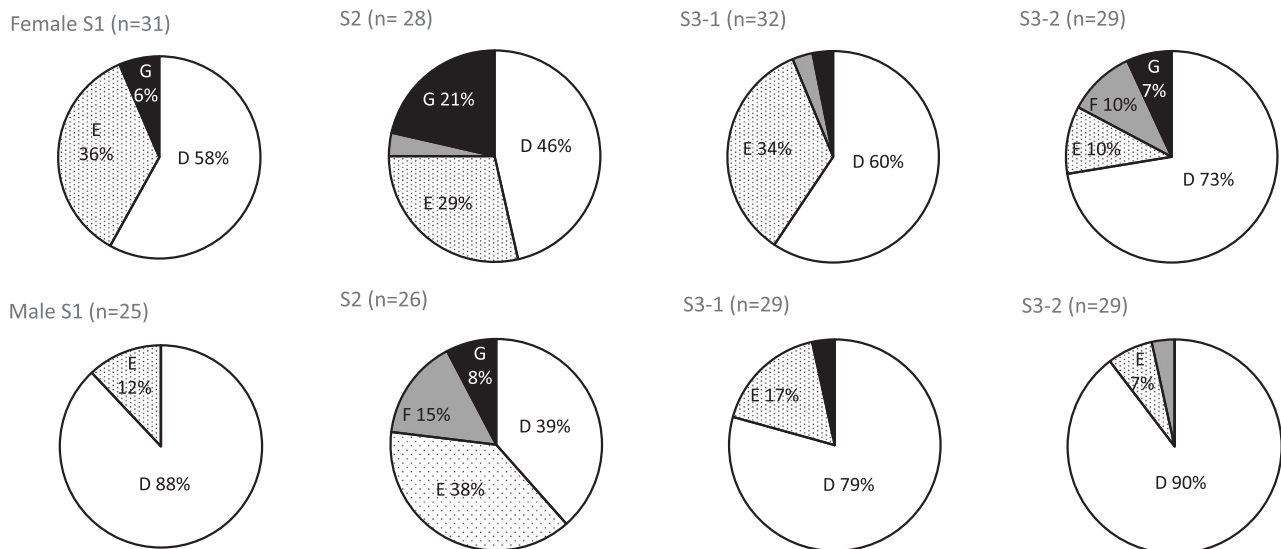 Female S1 (n=31)
G
6%
E
36%
D 58%
S2 (n= 28)
G 21%
D 46%
E 29%
S3-1 (n=32)
E 34%
D 60%
S3-2 (n=29)
G
7%
F 10%
E 10%
D 73%
Male S1 (n=25)
E
12%
D 88%
S2 (n=26)
G
8%
F 15%
D 39%
E 38%
S3-1 (n=29)
E 17%
D 79%
S3-2 (n=29)
E
7%
D 90%